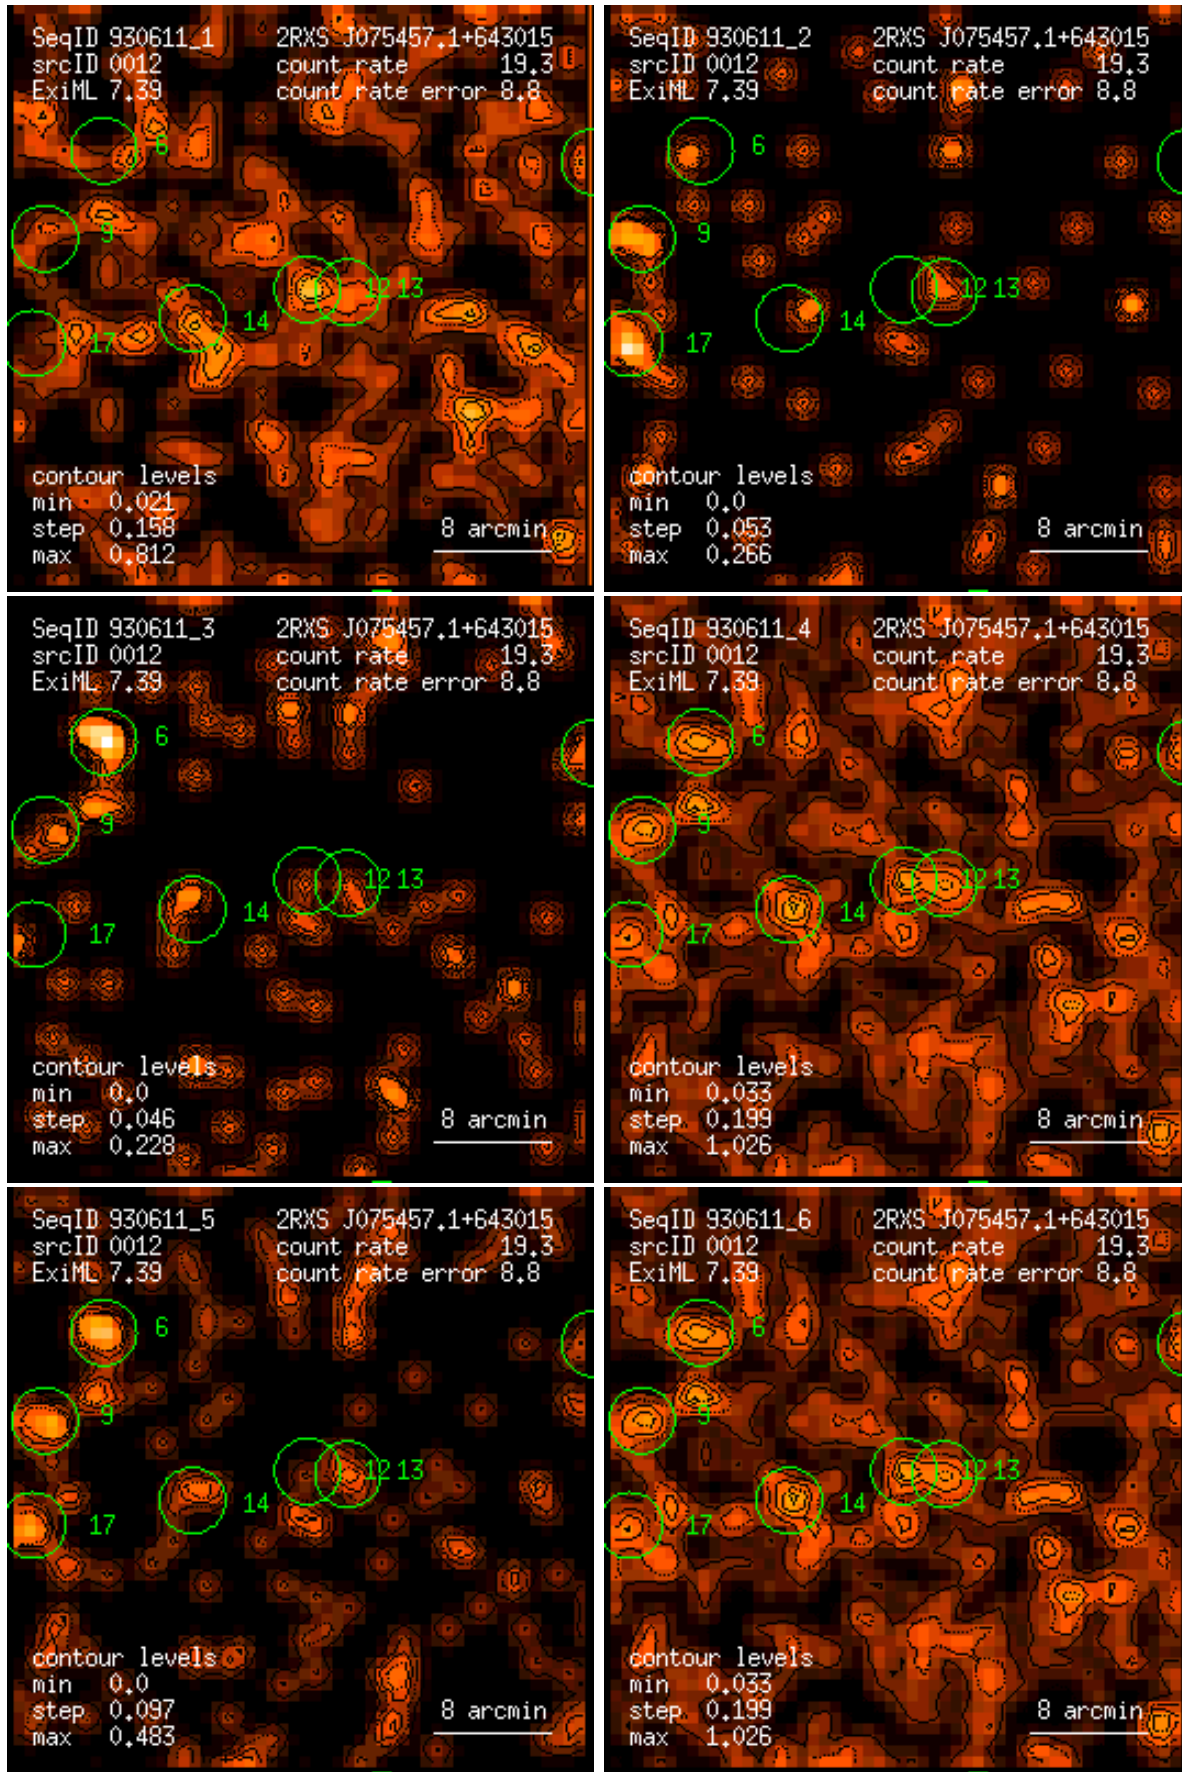 SeqID 930611_1 2RXS J075457.1+643015
srcID 0012 count rate 19.3
ExiML 7.39 count rate error 8.8
6
9
12 13
14
17
contour levels
min 0.021
step 0.158
max 0.812
8 arcmin
SeqID 930611_2 2RXS J075457.1+643015
srcID 0012 count rate 19.3
ExiML 7.39 count rate error 8.8
6
9
12 13
14
17
contour levels
min 0.0
step 0.053
max 0.266
8 arcmin
SeqID 930611_3 2RXS J075457.1+643015
srcID 0012 count rate 19.3
ExiML 7.39 count rate error 8.8
6
9
12 13
14
17
contour levels
min 0.0
step 0.046
max 0.228
8 arcmin
SeqID 930611_4 2RXS J075457.1+643015
srcID 0012 count rate 19.3
ExiML 7.39 count rate error 8.8
6
9
12 13
14
17
contour levels
min 0.033
step 0.199
max 1.026
8 arcmin
SeqID 930611_5 2RXS J075457.1+643015
srcID 0012 count rate 19.3
ExiML 7.39 count rate error 8.8
6
9
12 13
14
17
contour levels
min 0.0
step 0.097
max 0.483
8 arcmin
SeqID 930611_6 2RXS J075457.1+643015
srcID 0012 count rate 19.3
ExiML 7.39 count rate error 8.8
6
9
12 13
14
17
contour levels
min 0.033
step 0.199
max 1.026
8 arcmin